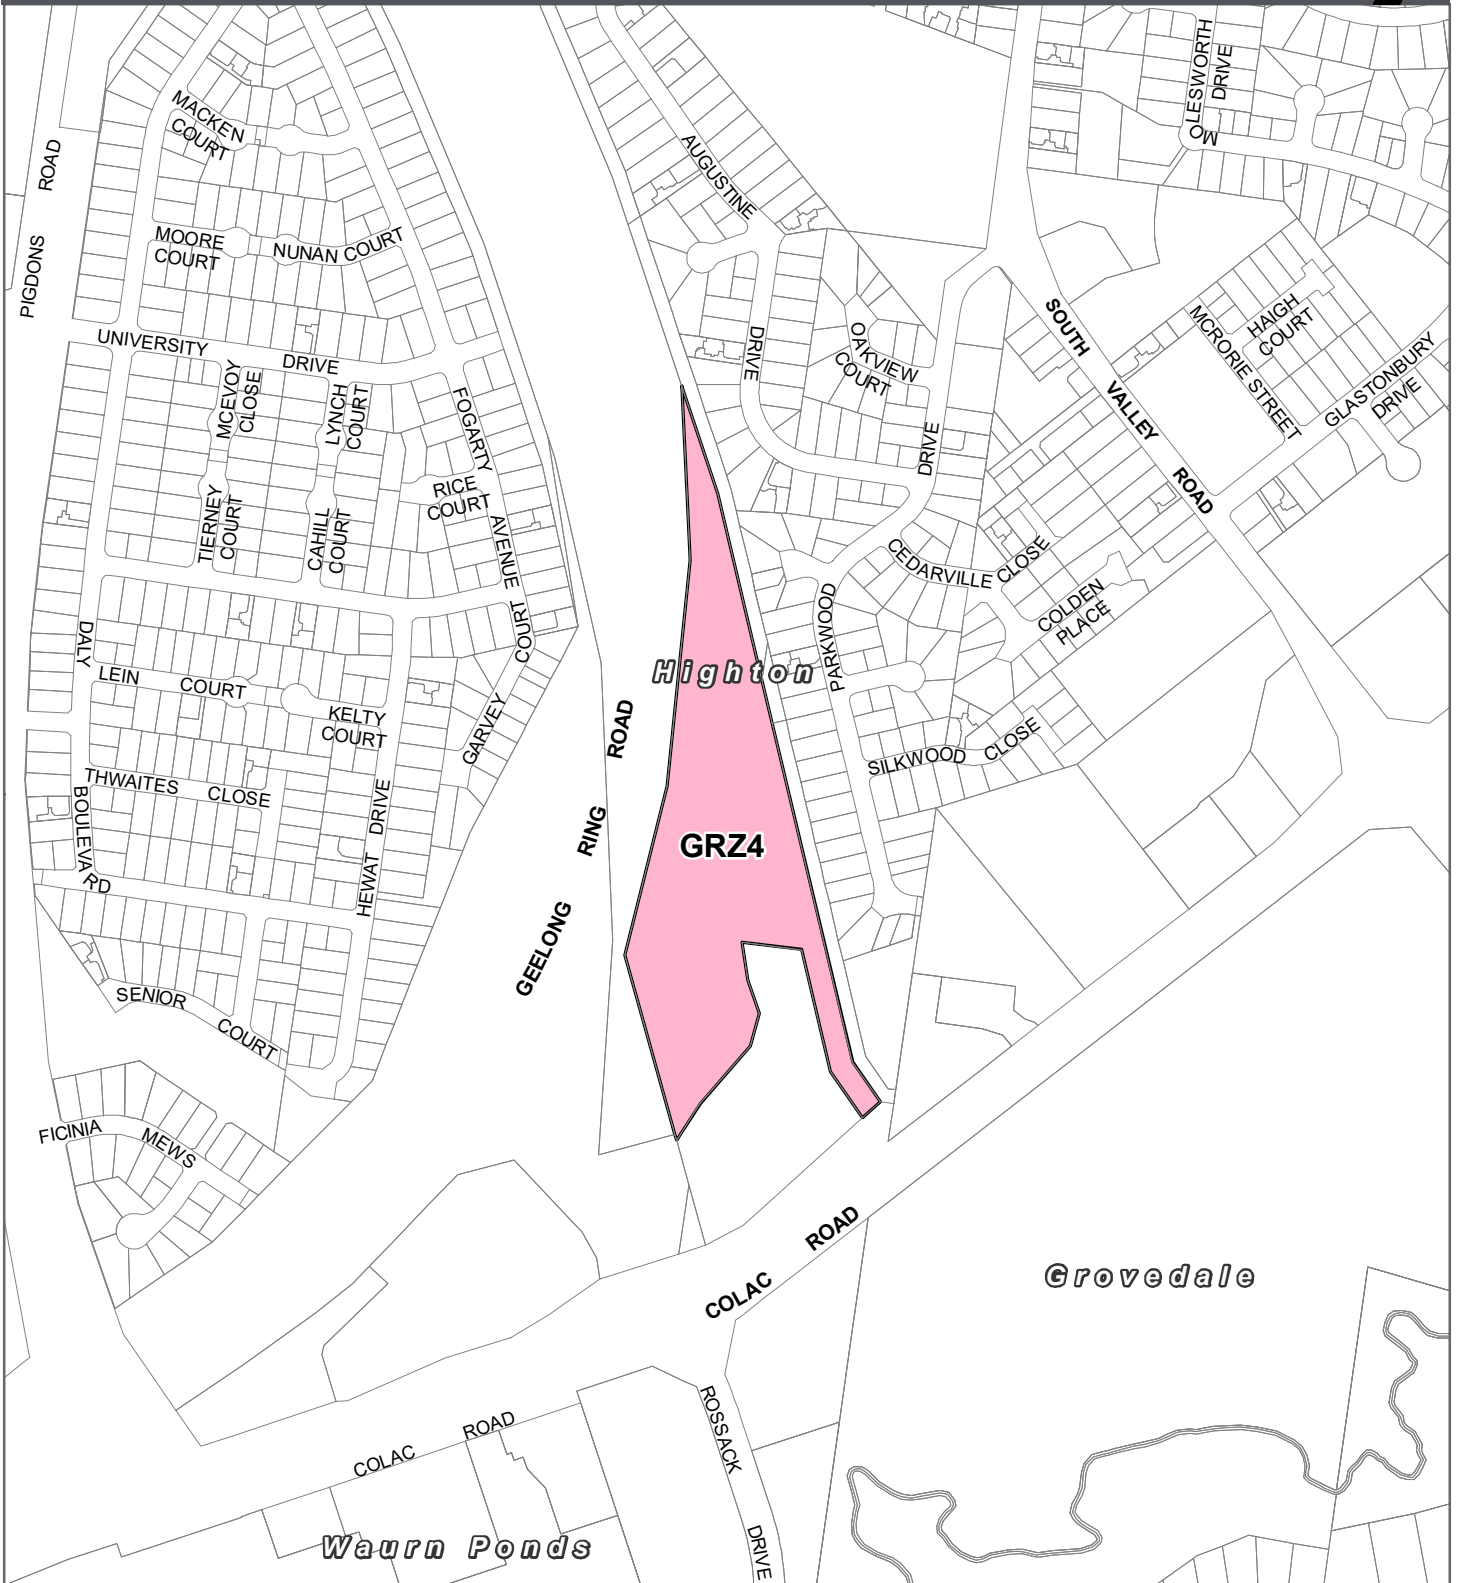 MOLESWORTH
DRIVE
MACKEN
COURT
PIGDONS ROAD
AUGUSTINE
DRIVE
MOORE
COURT
NUNAN COURT
SOUTH VALLEY ROAD
HAIGH
COURT
MCRORIE STREET
GLASTONBURY
DRIVE
UNIVERSITY DRIVE
OAKVIEW
COURT
MCEVOY
CLOSE
LYNCH
COURT
FOGARTY AVENUE
RICE
COURT
TIERNEY
COURT
CAHILL
COURT
CEDARVILLE CLOSE
COLDEN
PLACE
PARKWOOD
DRIVE
DALY BOULEVARD
LEIN COURT
KELTY
COURT
GARVEY COURT
Highton
THWAITES CLOSE
HEWAT DRIVE
SILKWOOD CLOSE
GRZ4
GEELONG RING ROAD
SENIOR COURT
FICINIA MEWS
COLAC ROAD
Grovedale
COLAC ROAD
ROSSACK DRIVE
Waurn Ponds